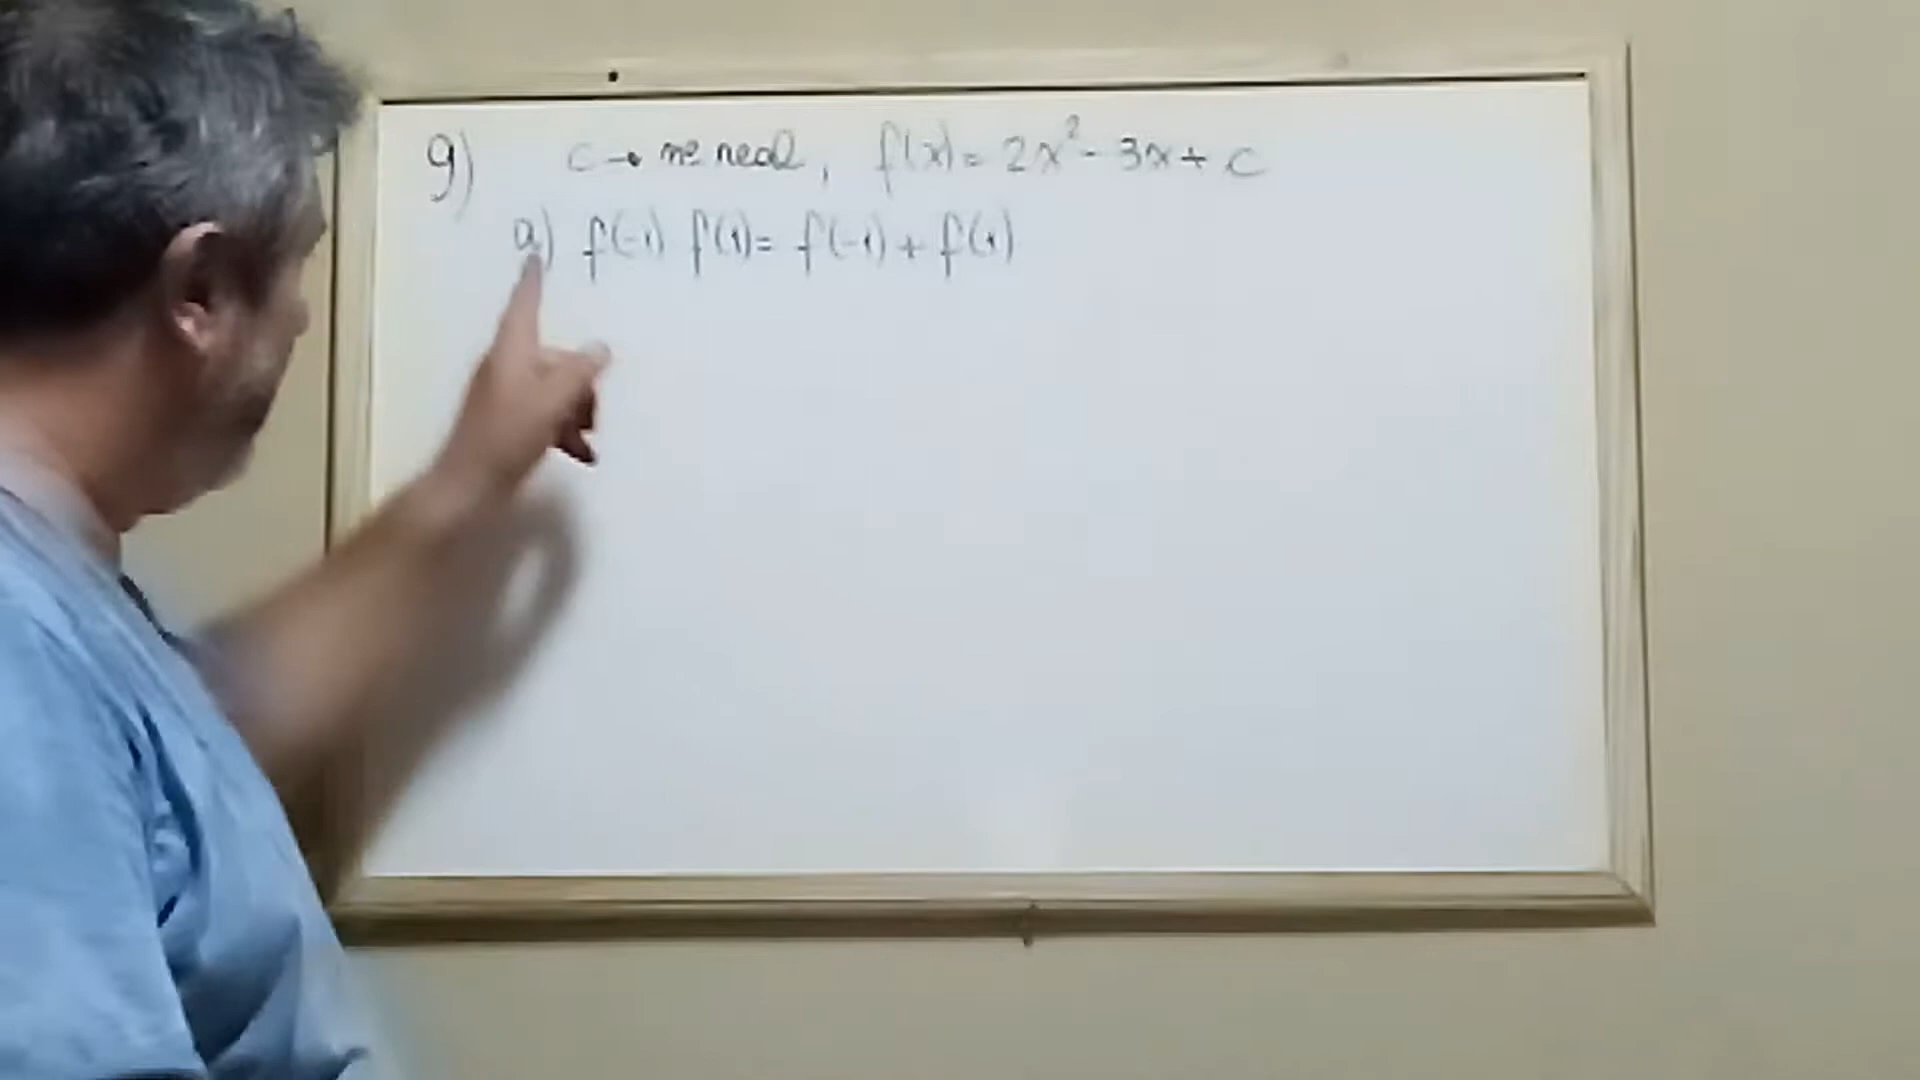 9) c → nº real, f(x) = 2x² - 3x + c
a) f(-1) f(1) = f(-1) + f(1)